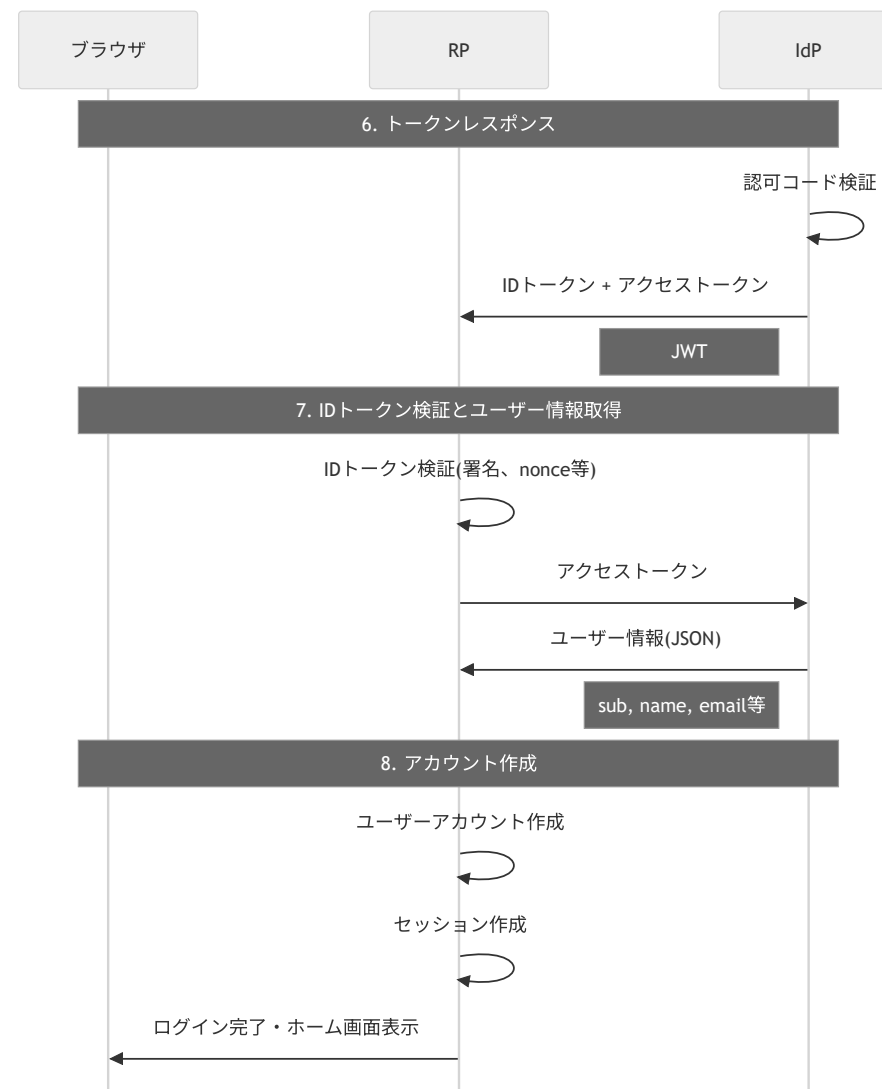 ブラウザ
RP
IdP
6. トークンレスポンス
認可コード検証
IDトークン + アクセストークン
JWT
7. IDトークン検証とユーザー情報取得
IDトークン検証(署名、nonce等)
アクセストークン
ユーザー情報(JSON)
sub, name, email等
8. アカウント作成
ユーザーアカウント作成
セッション作成
ログイン完了・ホーム画面表示